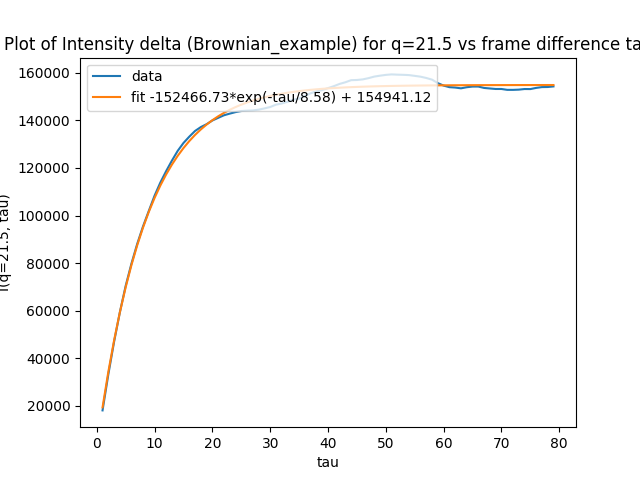 Plot of Intensity delta (Brownian_example) for q=21.5 vs frame difference ta
data
fit -152466.73*exp(-tau/8.58) + 154941.12
160000
140000
120000
100000
80000
60000
40000
20000
I(q=21.5, tau)
0 10 20 30 40 50 60 70 80
tau